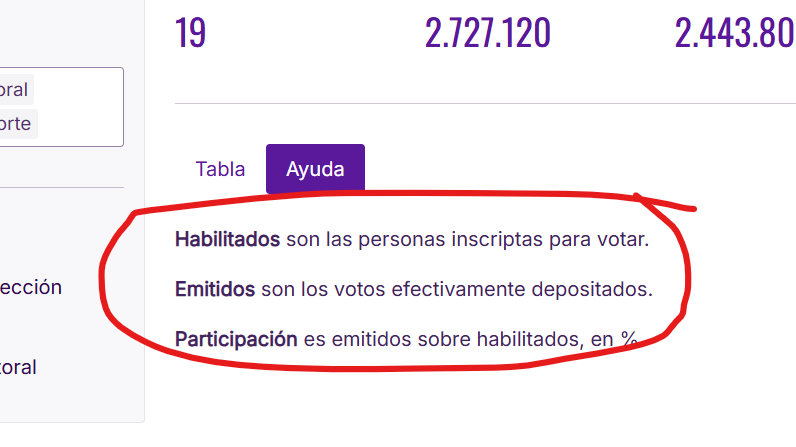 19 2.727.120 2.443.80
oral
orte
Tabla Ayuda
Habilitados son las personas inscriptas para votar.
ección
Emitidos son los votos efectivamente depositados.
Participación es emitidos sobre habilitados, en %
toral